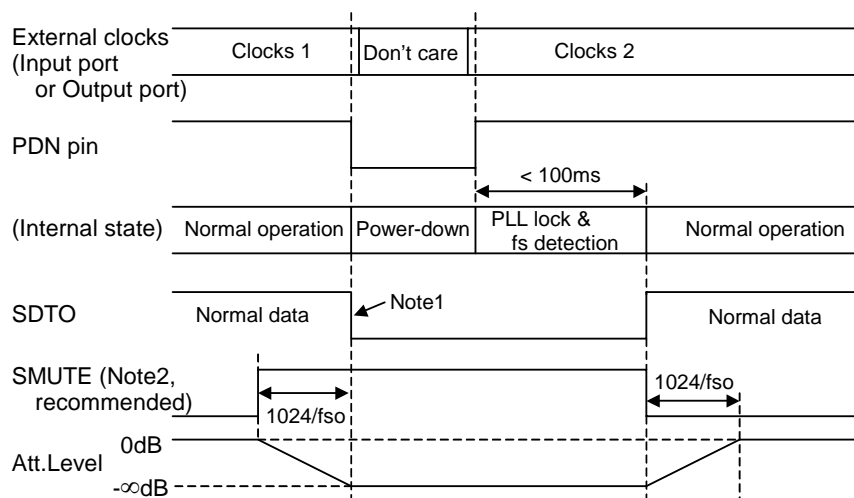 External clocks
(Input port
or Output port)
Clocks 1
Don't care
Clocks 2
PDN pin
< 100ms
(Internal state)
Normal operation
Power-down
PLL lock &
fs detection
Normal operation
SDTO
Normal data
Note1
Normal data
SMUTE (Note2,
recommended)
1024/fso
1024/fso
Att.Level
0dB
-∞dB